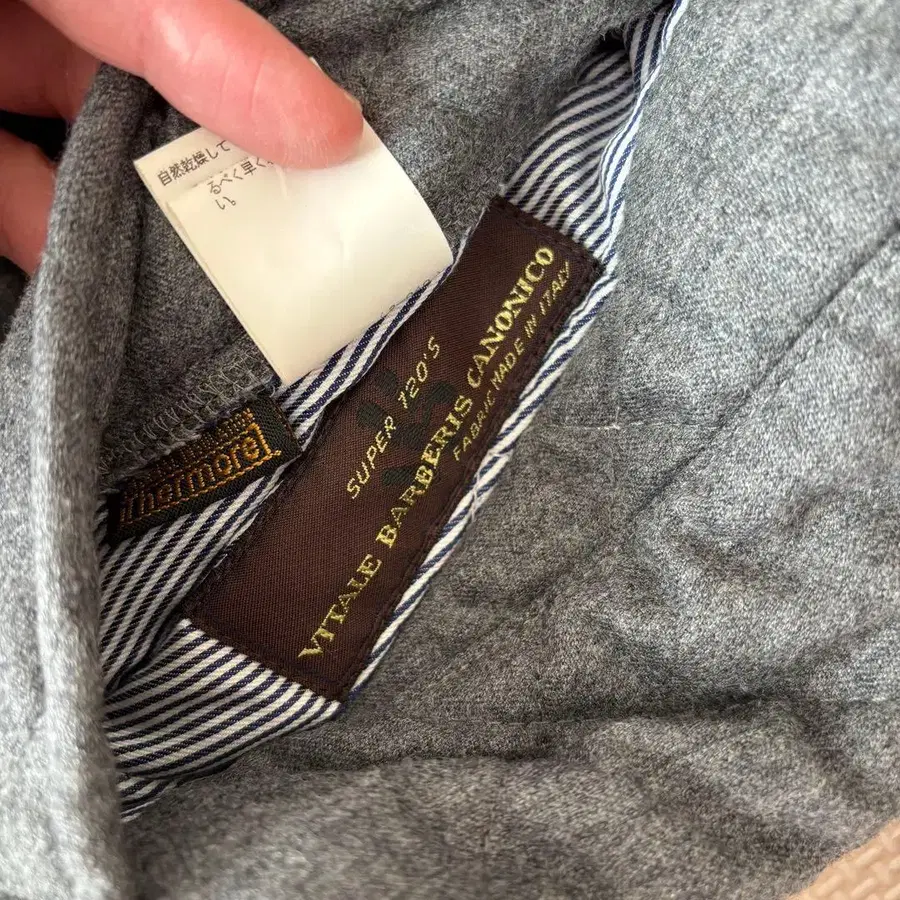 自然乾燥して
るべく早く
い。
SUPER 120'S
VITALE BARBERIS CANONICO
FABRIC MADE IN ITALY
Thermore